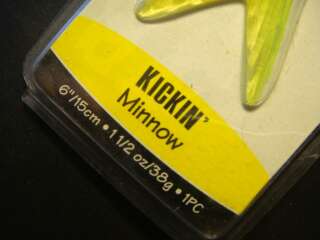 KICKIN'
Minnow
6"/15cm • 1 1/2 oz/38g • 1PC